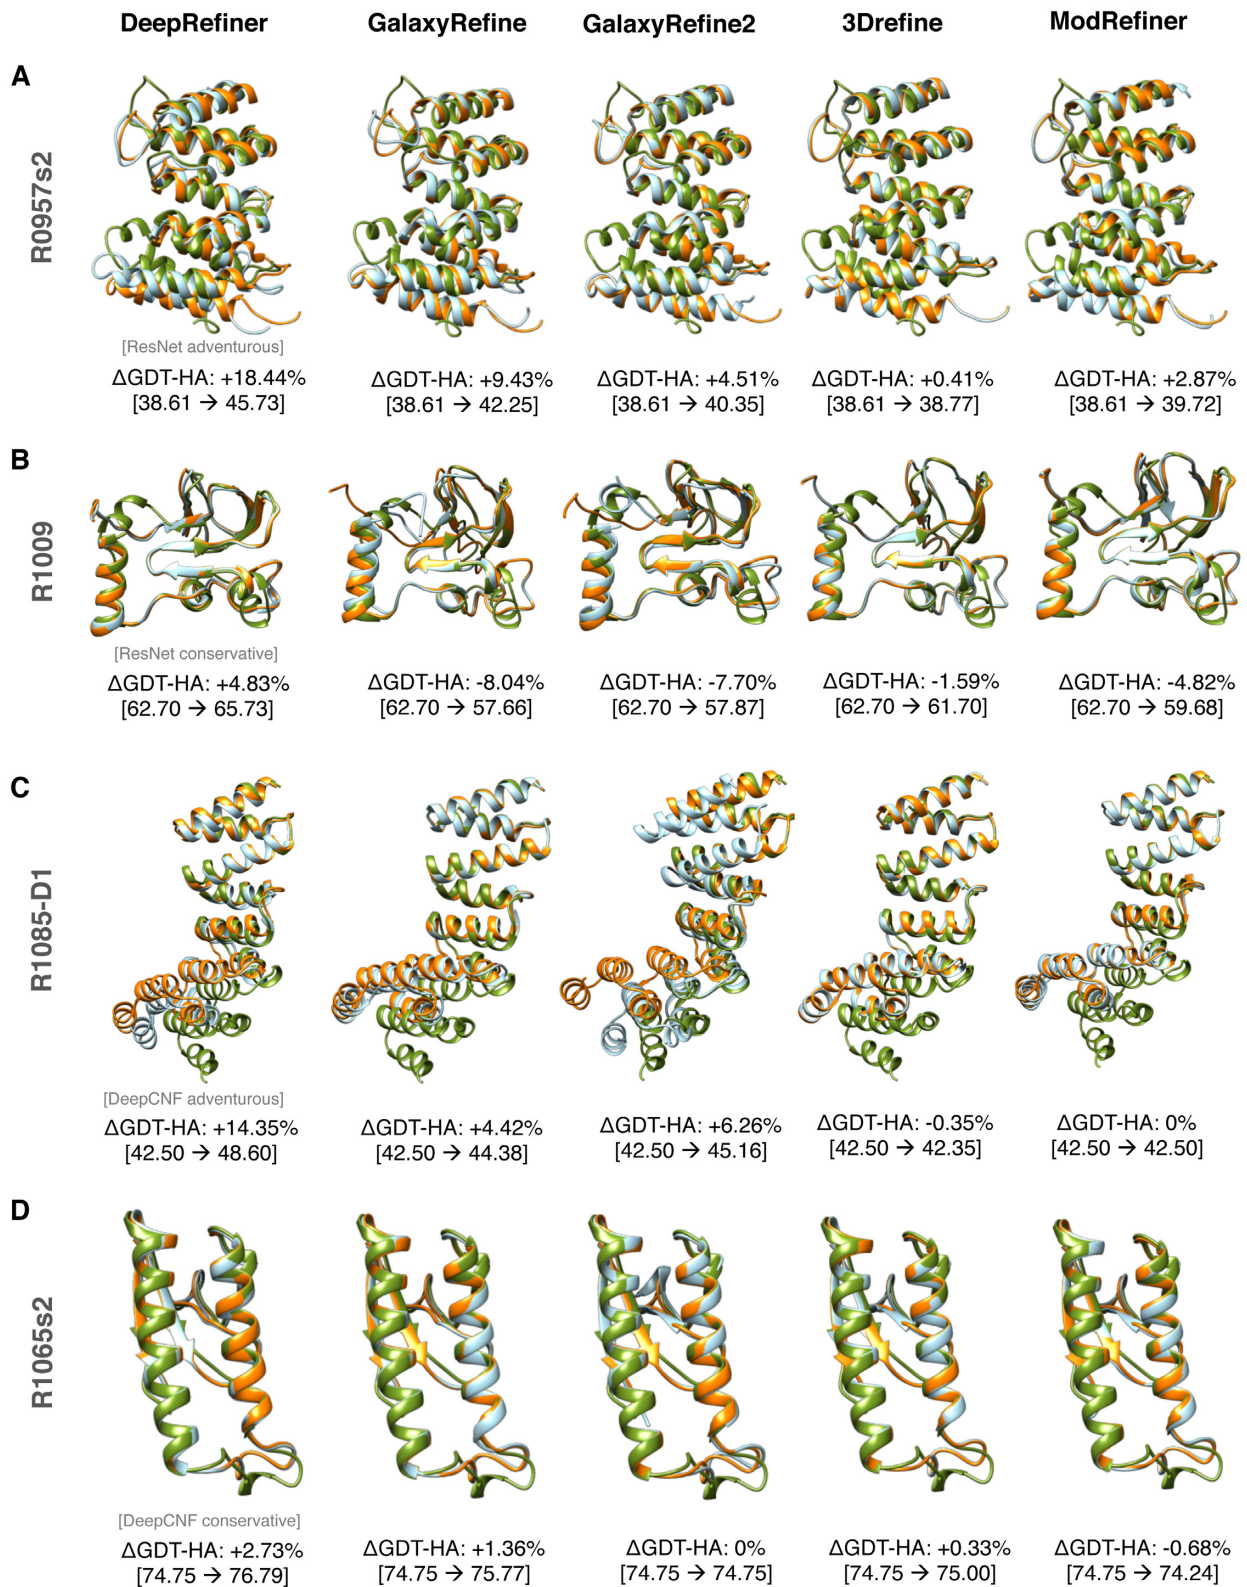 DeepRefiner GalaxyRefine GalaxyRefine2 3Drefine ModRefiner
A
R0957s2
[ResNet adventurous]
ΔGDT-HA: +18.44% ΔGDT-HA: +9.43% ΔGDT-HA: +4.51% ΔGDT-HA: +0.41% ΔGDT-HA: +2.87%
[38.61 → 45.73] [38.61 → 42.25] [38.61 → 40.35] [38.61 → 38.77] [38.61 → 39.72]
B
R1009
[ResNet conservative]
ΔGDT-HA: +4.83% ΔGDT-HA: -8.04% ΔGDT-HA: -7.70% ΔGDT-HA: -1.59% ΔGDT-HA: -4.82%
[62.70 → 65.73] [62.70 → 57.66] [62.70 → 57.87] [62.70 → 61.70] [62.70 → 59.68]
C
R1085-D1
[DeepCNF adventurous]
ΔGDT-HA: +14.35% ΔGDT-HA: +4.42% ΔGDT-HA: +6.26% ΔGDT-HA: -0.35% ΔGDT-HA: 0%
[42.50 → 48.60] [42.50 → 44.38] [42.50 → 45.16] [42.50 → 42.35] [42.50 → 42.50]
D
R1065s2
[DeepCNF conservative]
ΔGDT-HA: +2.73% ΔGDT-HA: +1.36% ΔGDT-HA: 0% ΔGDT-HA: +0.33% ΔGDT-HA: -0.68%
[74.75 → 76.79] [74.75 → 75.77] [74.75 → 74.75] [74.75 → 75.00] [74.75 → 74.24]